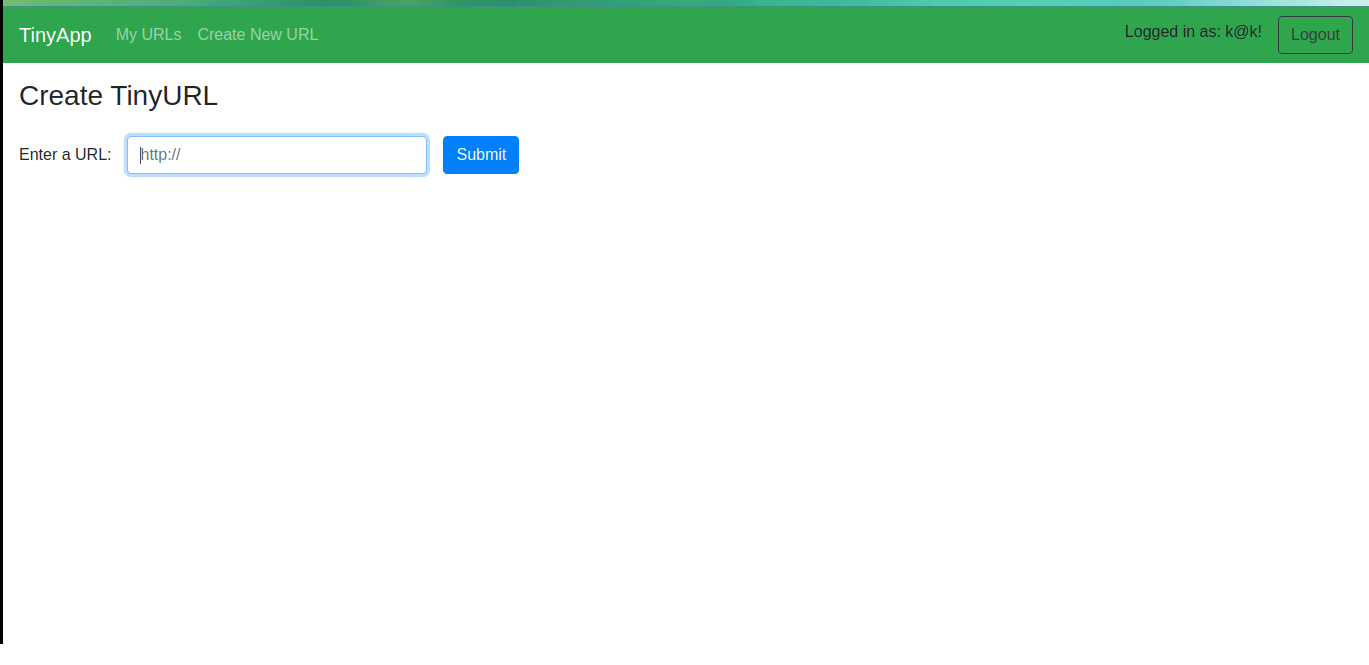 TinyApp My URLs Create New URL Logged in as: k@k! Logout
Create TinyURL
Enter a URL: http:// Submit